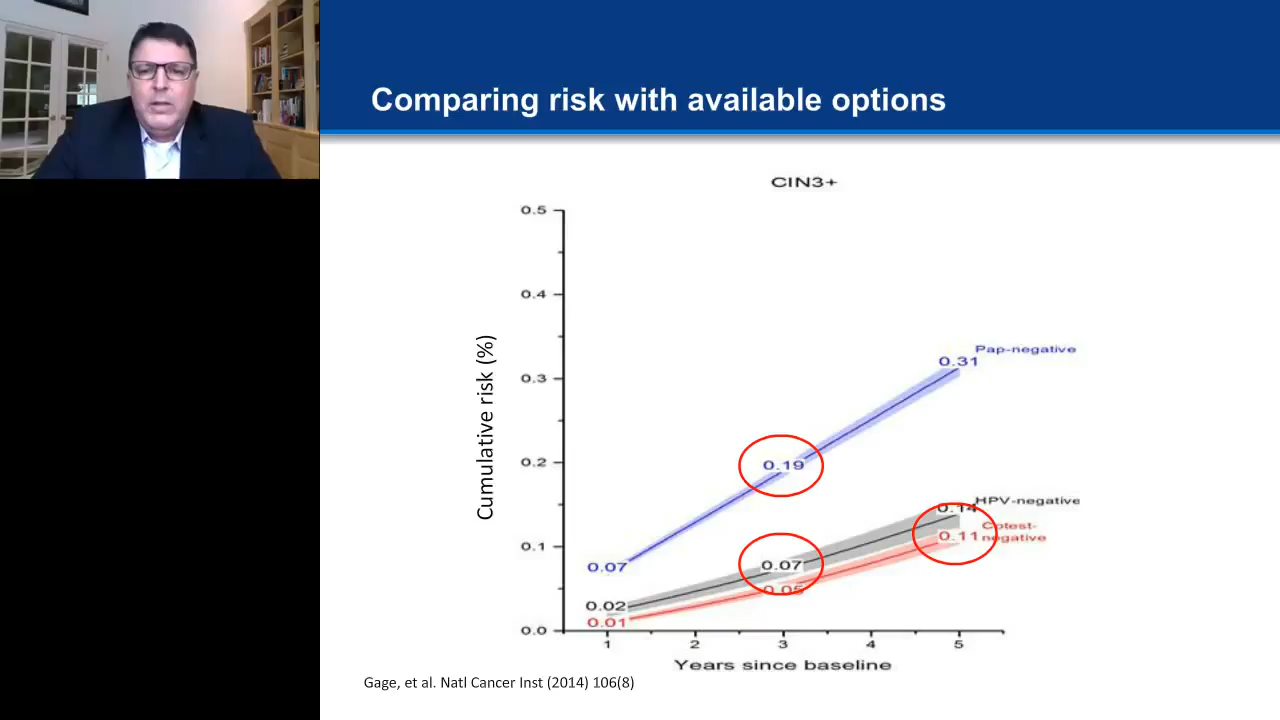 Comparing risk with available options
CIN3+
0.5
0.4
0.3
0.2
0.1
0.0
Cumulative risk (%)
Pap-negative
0.31
0.19
0.07
HPV-negative
0.14
Cotest-
negative
0.11
0.07
0.05
0.02
0.01
1 2 3 4 5
Years since baseline
Gage, et al. Natl Cancer Inst (2014) 106(8)